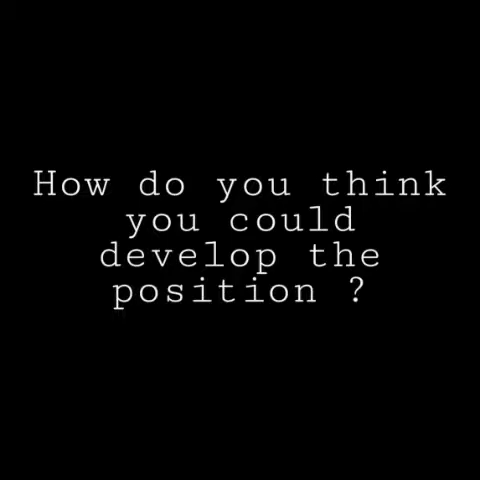 How do you think
you could
develop the
position ?